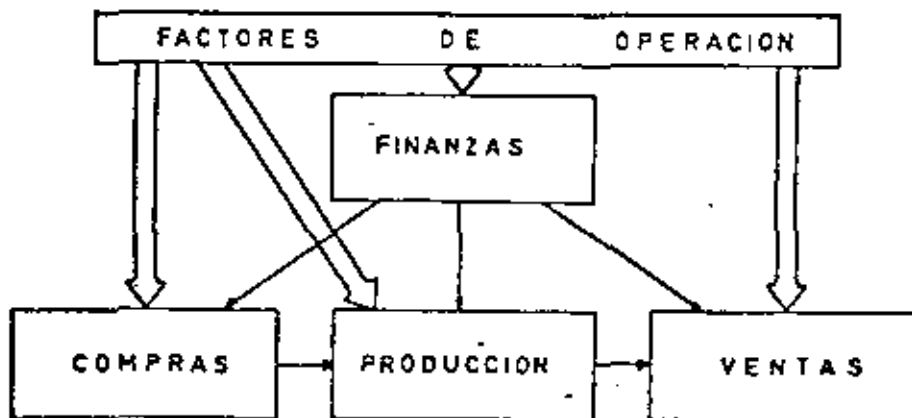 FACTORES DE OPERACION
FINANZAS
COMPRAS
PRODUCCION
VENTAS